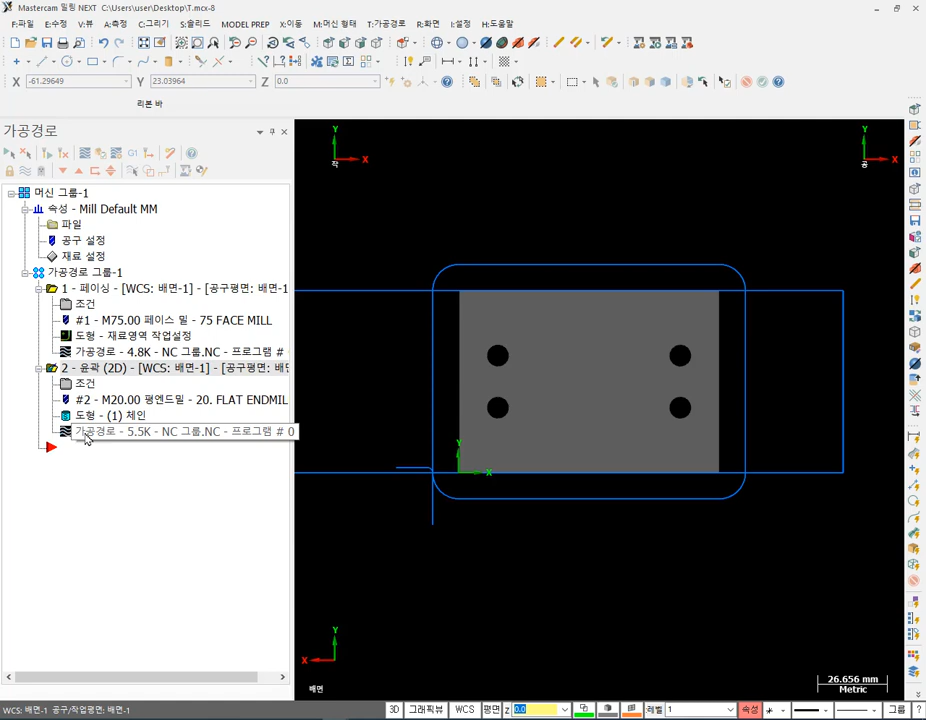 Mastercam 밀링 NEXT  C:\Users\user\Desktop\T.mcx-8
F:파일 E:수정 V:뷰 A:측정 C:그리기 S:솔리드 MODEL PREP X:이동 M:머신 형태 T:가공경로 R:화면 I:설정 H:도움말
X -61.29649 Y 23.03964 Z 0.0
리본 바
가공경로
G1
머신 그룹-1
속성 - Mill Default MM
파일
공구 설정
재료 설정
가공경로 그룹-1
1 - 페이싱 - [WCS: 배면-1] - [공구평면: 배면-1
조건
#1 - M75.00 페이스 밀 - 75 FACE MILL
도형 - 재료영역 작업설정
가공경로 - 4.8K - NC 그룹.NC - 프로그램 #
2 - 윤곽 (2D) - [WCS: 배면-1] - [공구평면: 배면
조건
#2 - M20.00 평엔드밀 - 20. FLAT ENDMIL
도형 - (1) 체인
가공경로 - 5.5K - NC 그룹.NC - 프로그램 # 0
Y
X
작
Y
X
공
Y
X
Y
X
배면
26.656 mm
Metric
WCS: 배면-1 공구/작업평면: 배면-1
3D 그래픽뷰 WCS 평면 Z 0.0 레벨 1 속성 그룹 ?